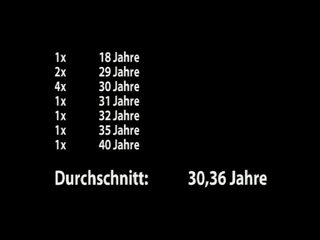 1x 18 Jahre
2x 29 Jahre
4x 30 Jahre
1x 31 Jahre
1x 32 Jahre
1x 35 Jahre
1x 40 Jahre
Durchschnitt: 30,36 Jahre